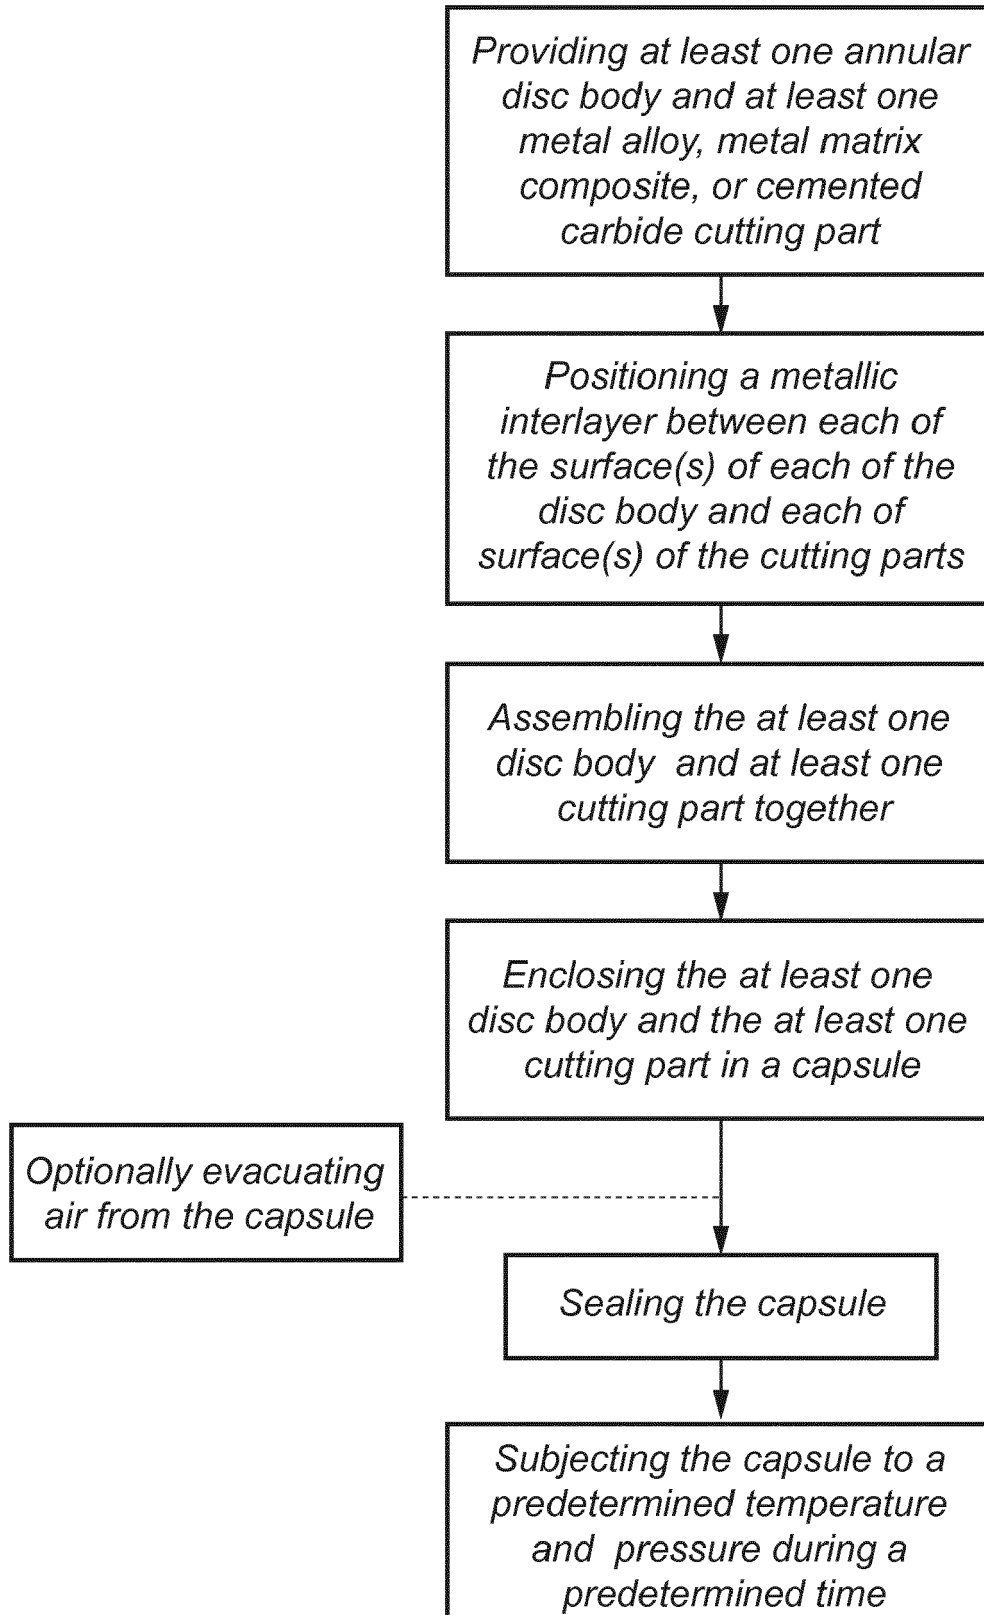 Providing at least one annular
disc body and at least one
metal alloy, metal matrix
composite, or cemented
carbide cutting part
Positioning a metallic
interlayer between each of
the surface(s) of each of the
disc body and each of
surface(s) of the cutting parts
Assembling the at least one
disc body and at least one
cutting part together
Enclosing the at least one
disc body and the at least one
cutting part in a capsule
Optionally evacuating
air from the capsule
Sealing the capsule
Subjecting the capsule to a
predetermined temperature
and pressure during a
predetermined time